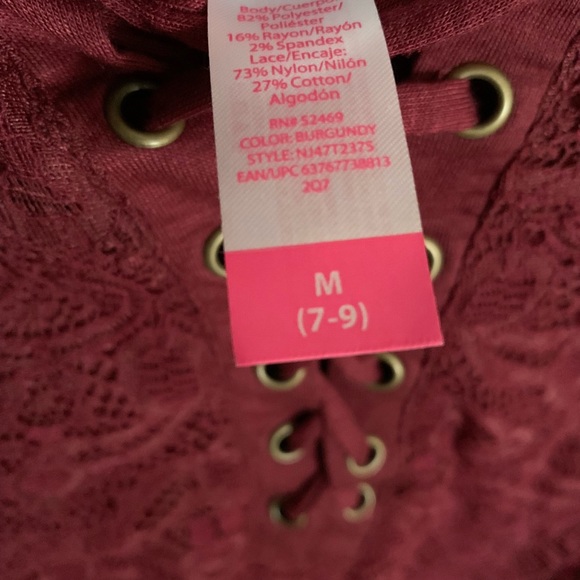 Body/Cuerpo:
82% Polyester/
Poliéster
16% Rayon/Rayón
2% Spandex
Lace/Encaje:
73% Nylon/Nilón
27% Cotton/
Algodón
RN# 52469
COLOR: BURGUNDY
STYLE: NJ47T237S
EAN/UPC 63767738813
2Q7
M
(7-9)